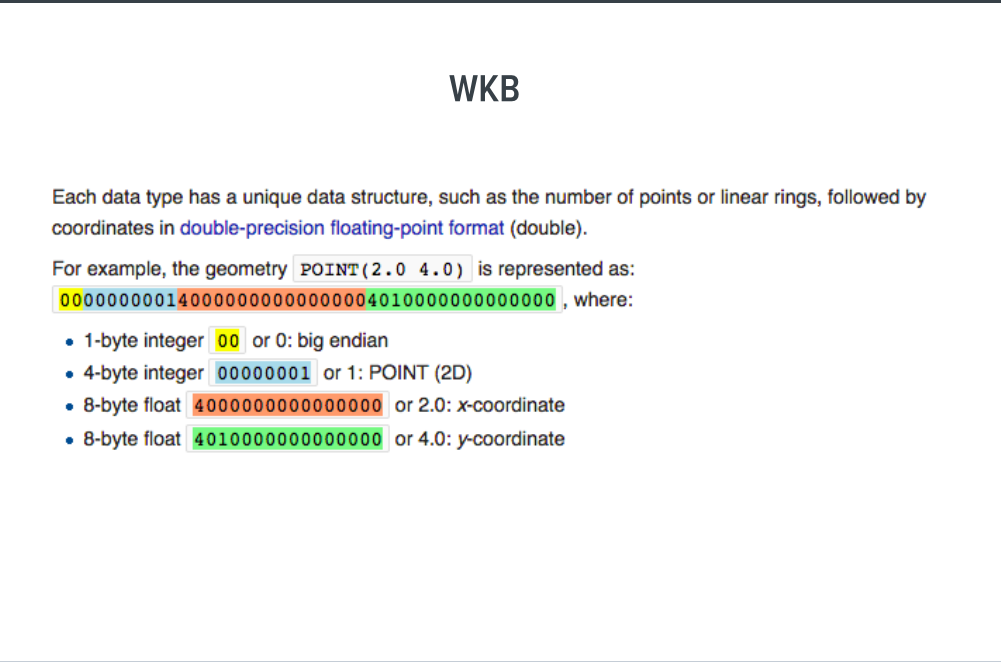 WKB
Each data type has a unique data structure, such as the number of points or linear rings, followed by
coordinates in double-precision floating-point format (double).
For example, the geometry POINT(2.0 4.0) is represented as:
000000000140000000000000004010000000000000, where:
• 1-byte integer 00 or 0: big endian
• 4-byte integer 00000001 or 1: POINT (2D)
• 8-byte float 4000000000000000 or 2.0: x-coordinate
• 8-byte float 4010000000000000 or 4.0: y-coordinate